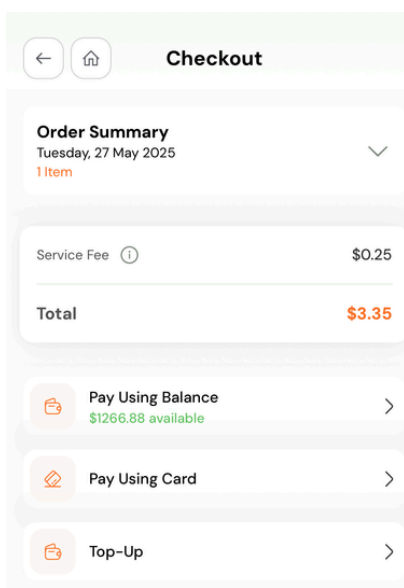 Checkout
Order Summary
Tuesday, 27 May 2025
1 Item
Service Fee $0.25
Total $3.35
Pay Using Balance
$1266.88 available
Pay Using Card
Top-Up